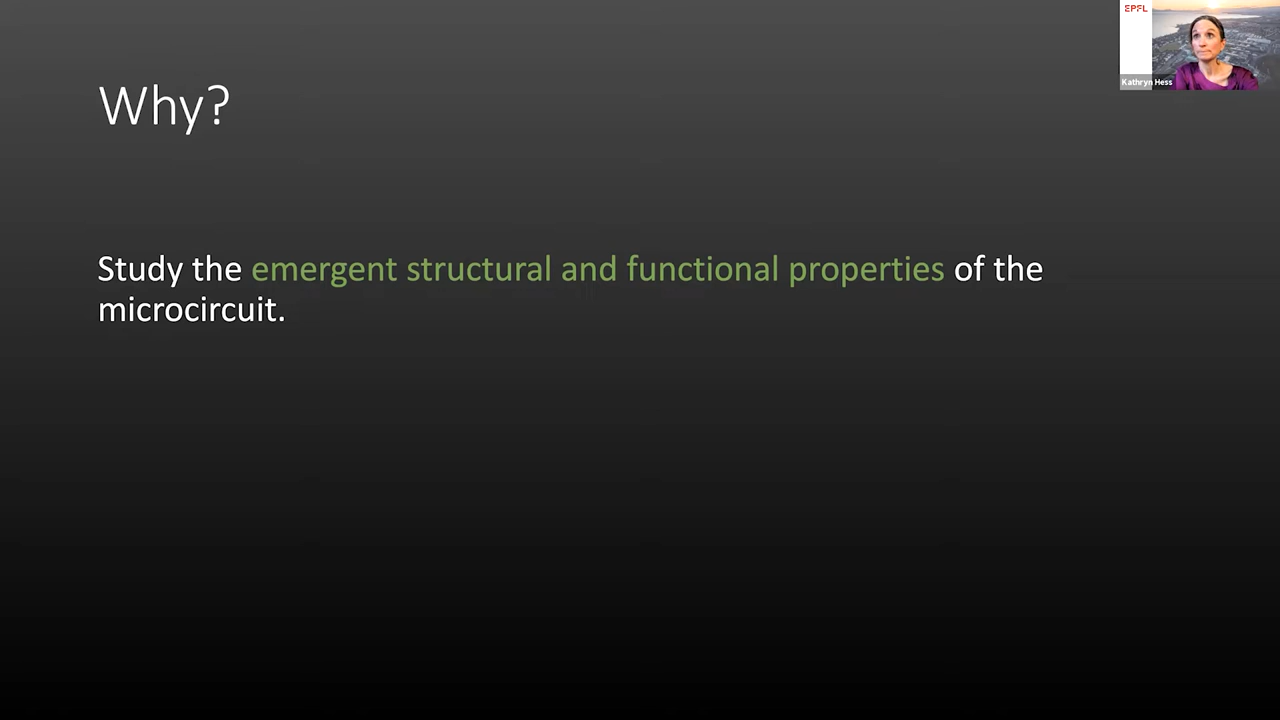 EPFL
Kathryn Hess
Why?
Study the emergent structural and functional properties of the
microcircuit.